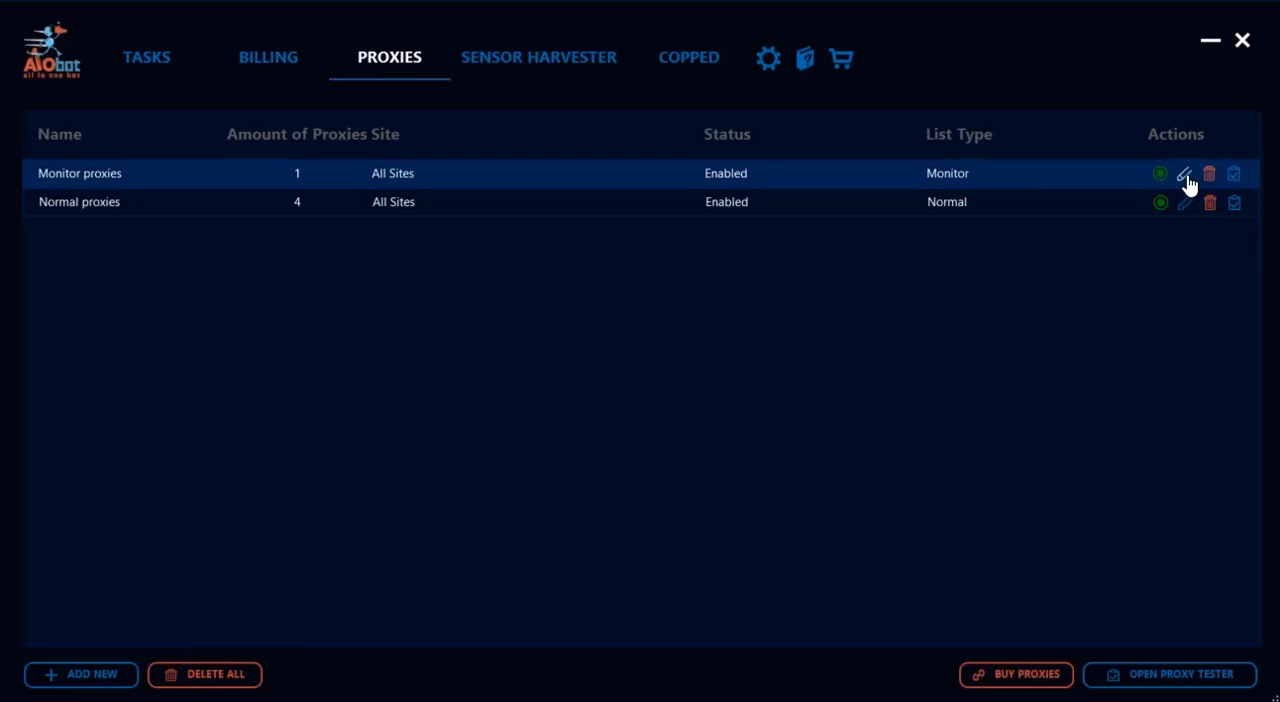 AIObot
all in one bot
TASKS BILLING PROXIES SENSOR HARVESTER COPPED
Name Amount of Proxies Site Status List Type Actions
Monitor proxies 1 All Sites Enabled Monitor
Normal proxies 4 All Sites Enabled Normal
ADD NEW DELETE ALL BUY PROXIES OPEN PROXY TESTER